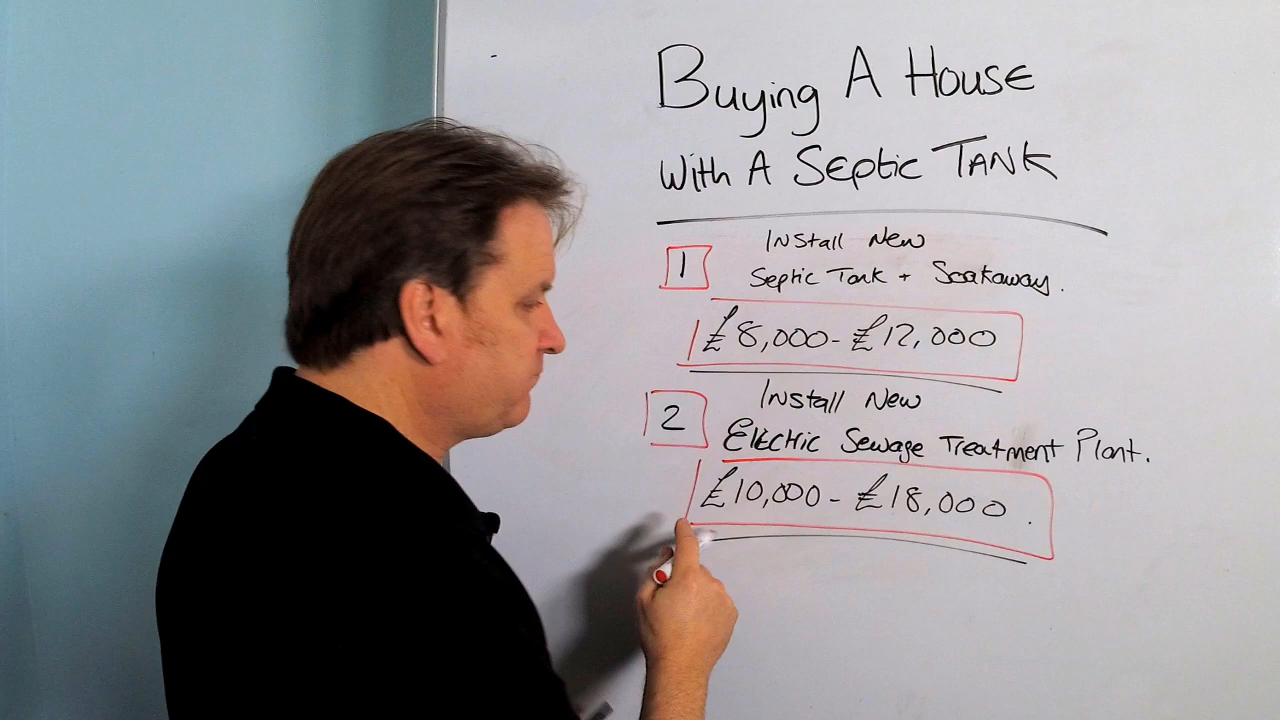 Buying A House
With A Septic Tank
1
Install New
Septic Tank + Soakaway.
£8,000 - £12,000
2
Install New
Electric Sewage Treatment Plant.
£10,000 - £18,000.